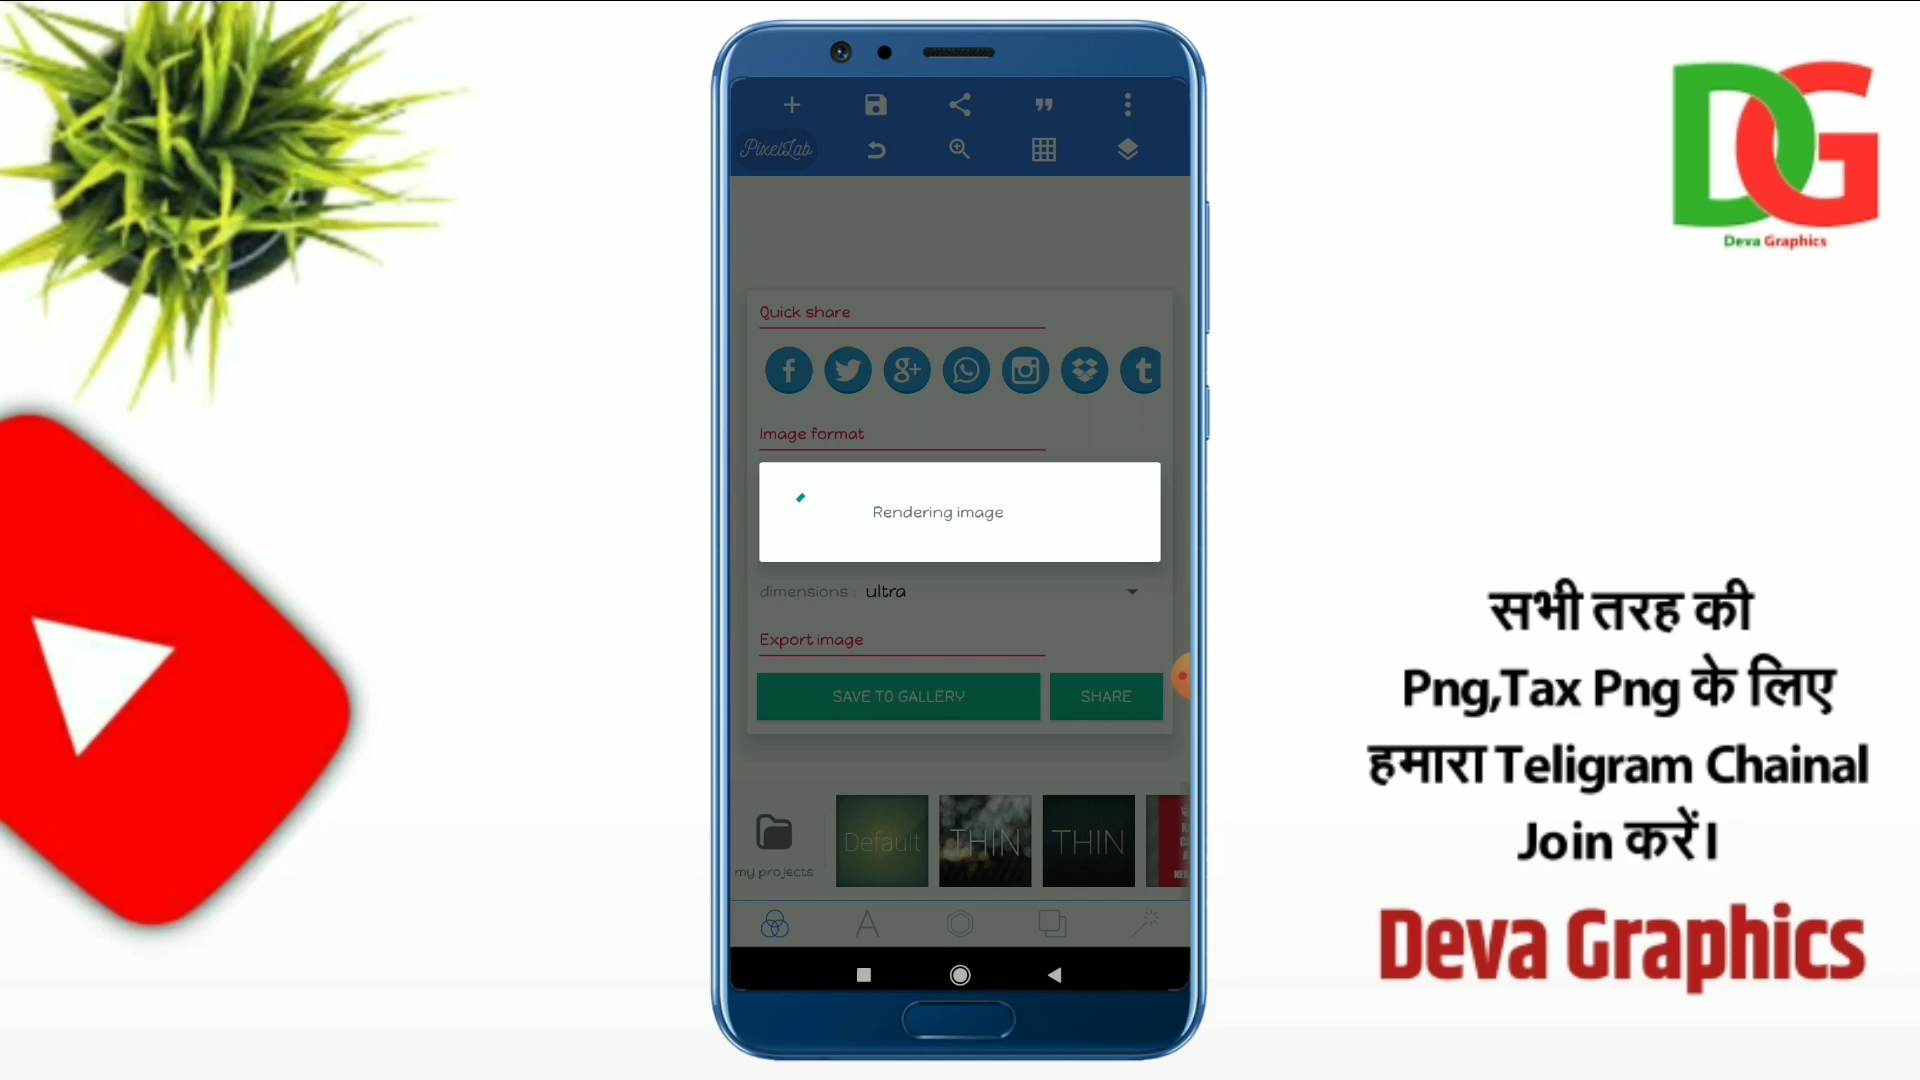 PixelLab
Quick share
Image format
Rendering image
dimensions : ultra
Export image
SAVE TO GALLERY
SHARE
my projects
Default
THIN
THIN
DG
Deva Graphics
सभी तरह की
Png,Tax Png के लिए
हमारा Teligram Chainal
Join करें।
Deva Graphics